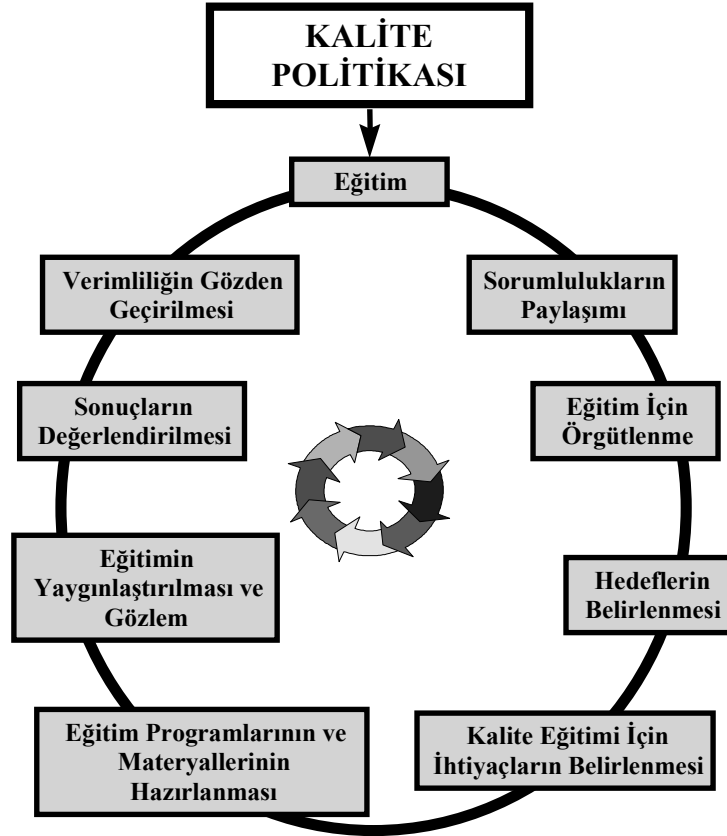 KALİTE
POLİTİKASI
Eğitim
Sorumlulukların
Paylaşımı
Eğitim İçin
Örgütlenme
Hedeflerin
Belirlenmesi
Kalite Eğitimi İçin
İhtiyaçların Belirlenmesi
Eğitim Programlarının ve
Materyallerinin
Hazırlanması
Eğitimin
Yaygınlaştırılması ve
Gözlem
Sonuçların
Değerlendirilmesi
Verimliliğin Gözden
Geçirilmesi